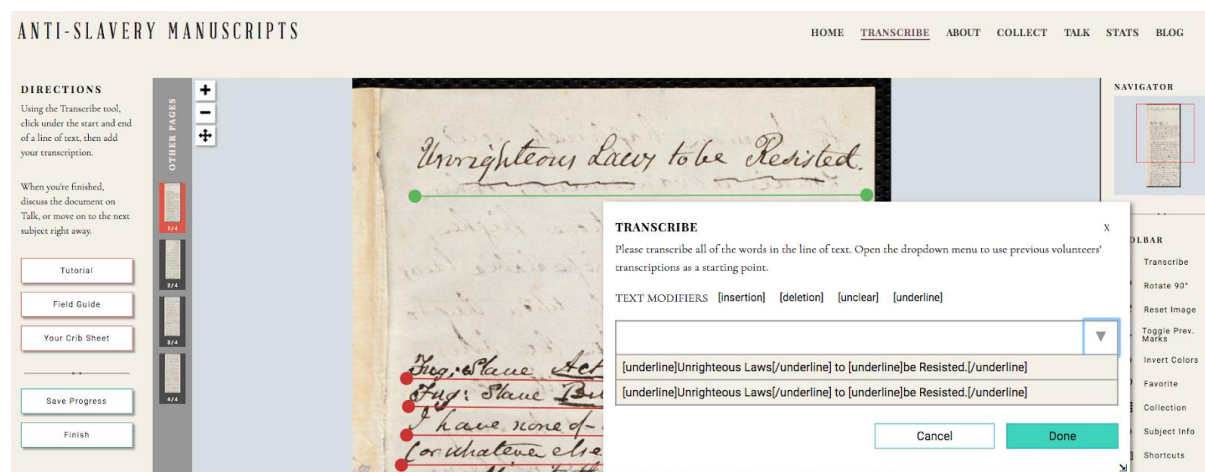 ANTI-SLAVERY MANUSCRIPTS
HOME TRANSCRIBE ABOUT COLLECT TALK STATS BLOG
DIRECTIONS
Using the Transcribe tool,
click under the start and end
of a line of text, then add
your transcription.
When you're finished,
discuss the document on
Talk, or move on to the next
subject right away.
Tutorial
Field Guide
Your Crib Sheet
Save Progress
Finish
OTHER PAGES
1/4
2/4
3/4
4/4
Unrighteous Laws to be Resisted.
Fug: Slave Act
Fug: Slave
I have none of
(or whatever else
TRANSCRIBE
x
Please transcribe all of the words in the line of text. Open the dropdown menu to use previous volunteers'
transcriptions as a starting point.
TEXT MODIFIERS [insertion] [deletion] [unclear] [underline]
[underline]Unrighteous Laws[/underline] to [underline]be Resisted.[/underline]
[underline]Unrighteous Laws[/underline] to [underline]be Resisted.[/underline]
Cancel
Done
NAVIGATOR
OLBAR
Transcribe
Rotate 90°
Reset Image
Toggle Prev.
Marks
Invert Colors
Favorite
Collection
Subject Info
Shortcuts